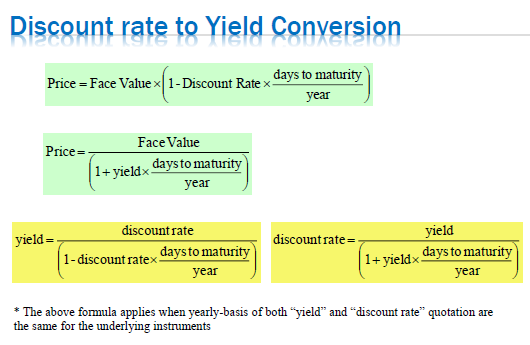 Discount rate to Yield Conversion
Price = Face Value × (1 - Discount Rate × days to maturity / year)
Price = Face Value / (1 + yield × days to maturity / year)
yield = discount rate / (1 - discount rate × days to maturity / year)
discount rate = yield / (1 + yield × days to maturity / year)
* The above formula applies when yearly-basis of both “yield” and “discount rate” quotation are
the same for the underlying instruments